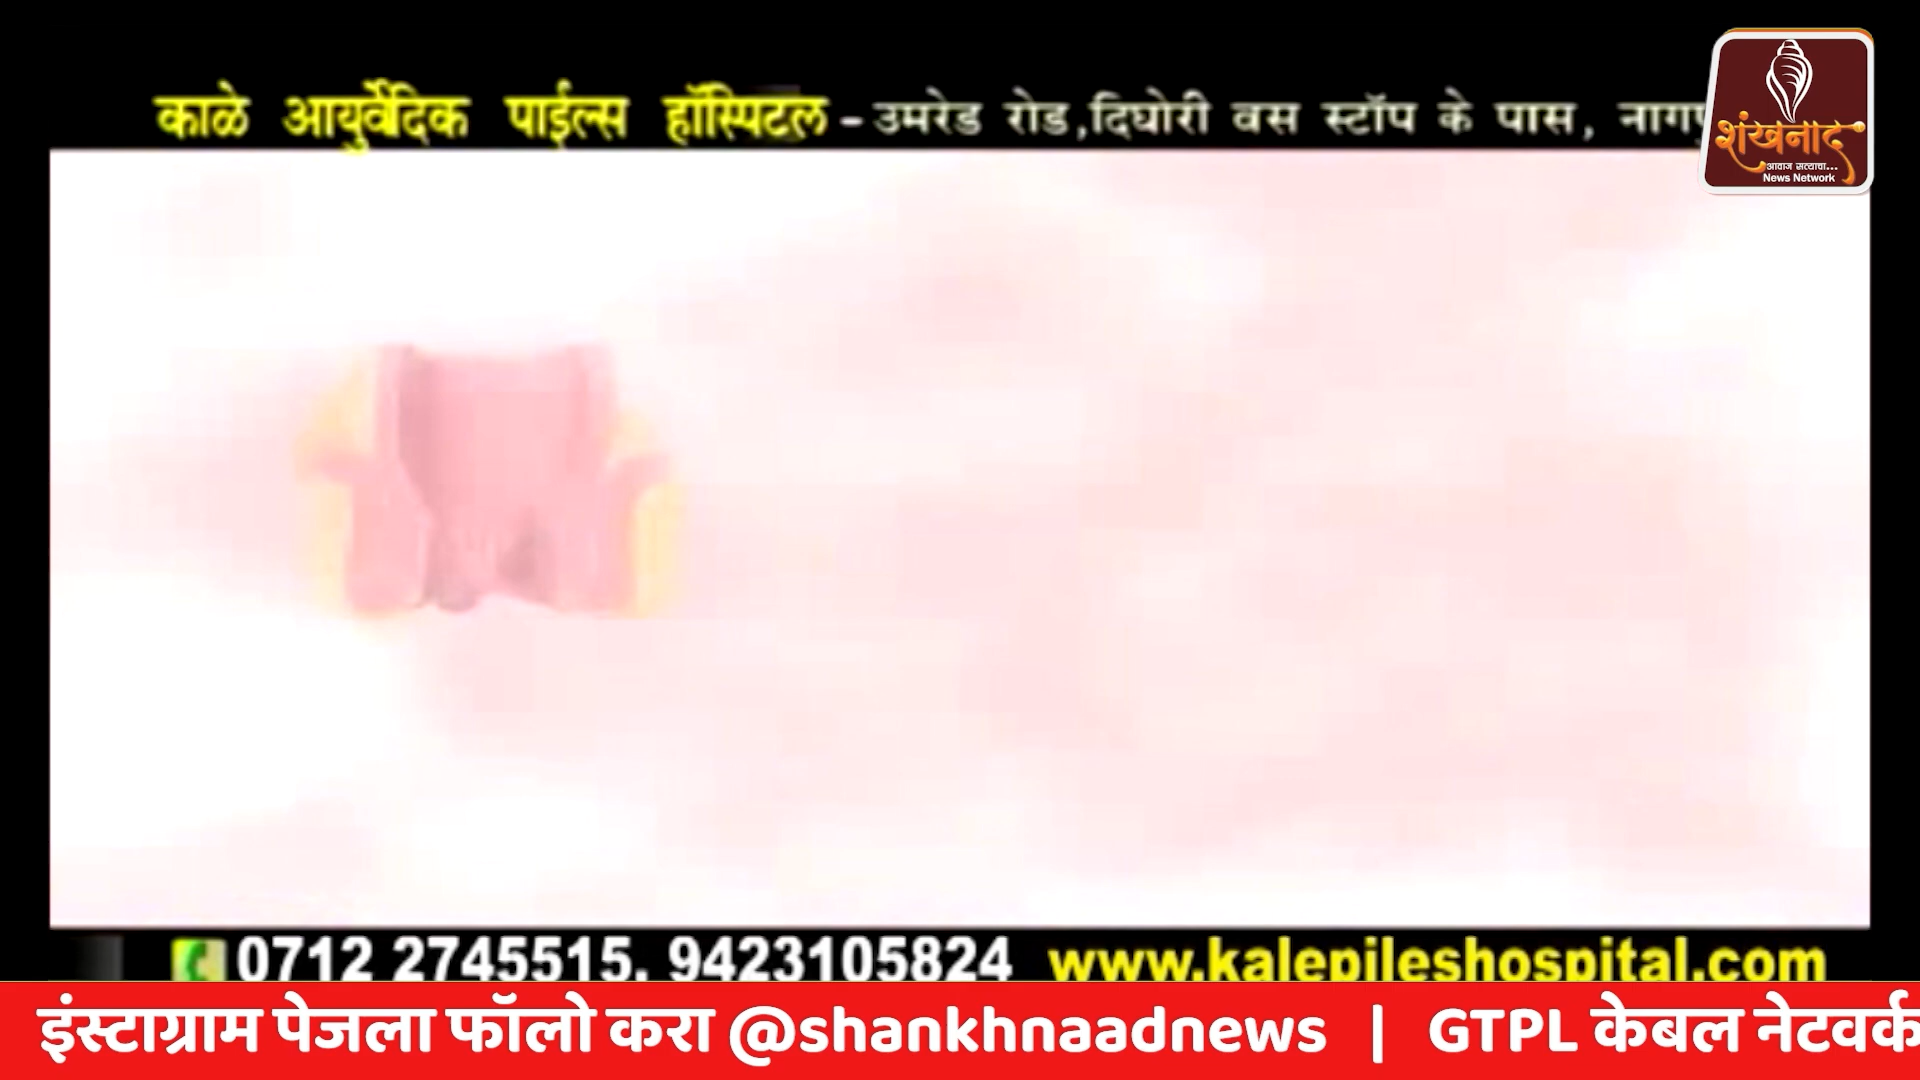 काळे आयुर्वेदिक पाईल्स हॉस्पिटल - उमरेड रोड,दिघोरी बस स्टॉप के पास,
शंखनाद
आवाज सत्याचा...
News Network
0712 2745515, 9423105824 www.kalepileshospital.com
इंस्टाग्राम पेजला फॉलो करा @shankhnaadnews | GTPL केबल नेटवर्क